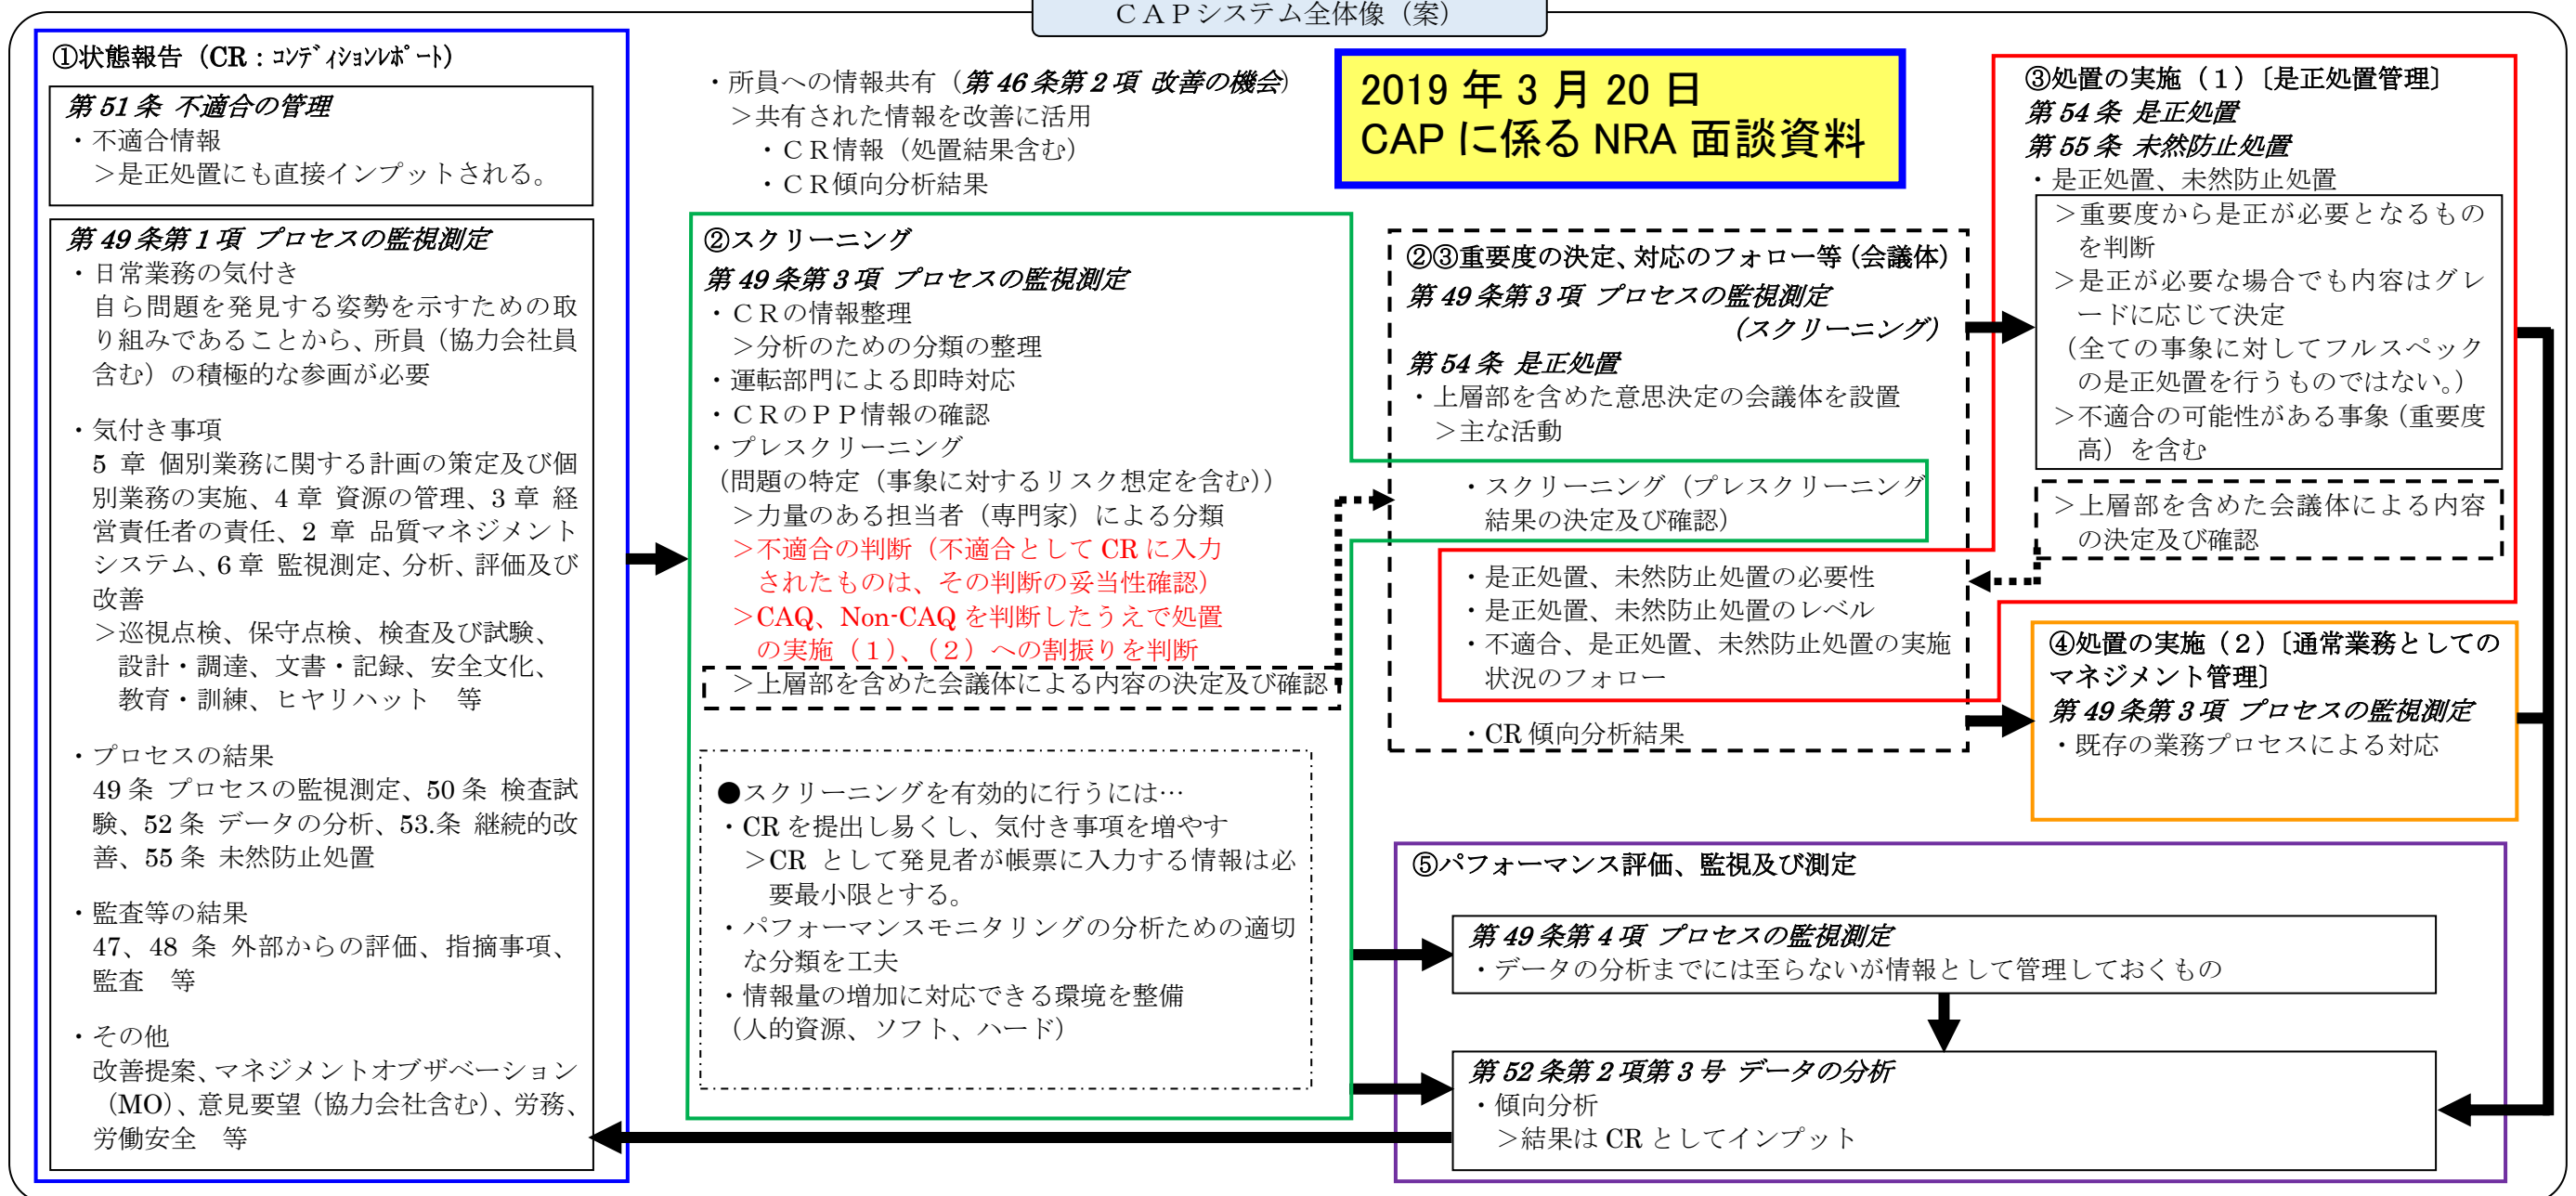 ＣＡＰシステム全体像（案）
①状態報告（CR：ｺﾝﾃﾞｨｼｮﾝﾚﾎﾟｰﾄ）
第 51 条 不適合の管理
・不適合情報
＞是正処置にも直接インプットされる。
第 49 条第 1 項 プロセスの監視測定
・日常業務の気付き
自ら問題を発見する姿勢を示すための取
り組みであることから、所員（協力会社員
含む）の積極的な参画が必要
・気付き事項
5 章 個別業務に関する計画の策定及び個
別業務の実施、4 章 資源の管理、3 章 経
営責任者の責任、2 章 品質マネジメント
システム、6 章 監視測定、分析、評価及び
改善
＞巡視点検、保守点検、検査及び試験、
設計・調達、文書・記録、安全文化、
教育・訓練、ヒヤリハット 等
・プロセスの結果
49 条 プロセスの監視測定、50 条 検査試
験、52 条 データの分析、53.条 継続的改
善、55 条 未然防止処置
・監査等の結果
47、48 条 外部からの評価、指摘事項、
監査 等
・その他
改善提案、マネジメントオブザベーション
（MO）、意見要望（協力会社含む）、労務、
労働安全 等
・所員への情報共有（第 46 条第 2 項 改善の機会）
＞共有された情報を改善に活用
・ＣＲ情報（処置結果含む）
・ＣＲ傾向分析結果
2019 年 3 月 20 日
CAP に係る NRA 面談資料
②スクリーニング
第 49 条第 3 項 プロセスの監視測定
・ＣＲの情報整理
＞分析のための分類の整理
・運転部門による即時対応
・ＣＲのＰＰ情報の確認
・プレスクリーニング
（問題の特定（事象に対するリスク想定を含む））
＞力量のある担当者（専門家）による分類
＞不適合の判断（不適合として CR に入力
されたものは、その判断の妥当性確認）
＞CAQ、Non-CAQ を判断したうえで処置
の実施（１）、（２）への割振りを判断
＞上層部を含めた会議体による内容の決定及び確認
●スクリーニングを有効的に行うには…
・CR を提出し易くし、気付き事項を増やす
＞CR として発見者が帳票に入力する情報は必
要最小限とする。
・パフォーマンスモニタリングの分析ための適切
な分類を工夫
・情報量の増加に対応できる環境を整備
（人的資源、ソフト、ハード）
②③重要度の決定、対応のフォロー等（会議体）
第 49 条第 3 項 プロセスの監視測定
（スクリーニング）
第 54 条 是正処置
・上層部を含めた意思決定の会議体を設置
＞主な活動
・スクリーニング（プレスクリーニング
結果の決定及び確認）
・是正処置、未然防止処置の必要性
・是正処置、未然防止処置のレベル
・不適合、是正処置、未然防止処置の実施
状況のフォロー
・CR 傾向分析結果
③処置の実施（１）〔是正処置管理〕
第 54 条 是正処置
第 55 条 未然防止処置
・是正処置、未然防止処置
＞重要度から是正が必要となるもの
を判断
＞是正が必要な場合でも内容はグレ
ードに応じて決定
（全ての事象に対してフルスペック
の是正処置を行うものではない。）
＞不適合の可能性がある事象（重要度
高）を含む
＞上層部を含めた会議体による内容
の決定及び確認
④処置の実施（２）〔通常業務としての
マネジメント管理〕
第 49 条第 3 項 プロセスの監視測定
・既存の業務プロセスによる対応
⑤パフォーマンス評価、監視及び測定
第 49 条第 4 項 プロセスの監視測定
・データの分析までには至らないが情報として管理しておくもの
第 52 条第 2 項第 3 号 データの分析
・傾向分析
＞結果は CR としてインプット